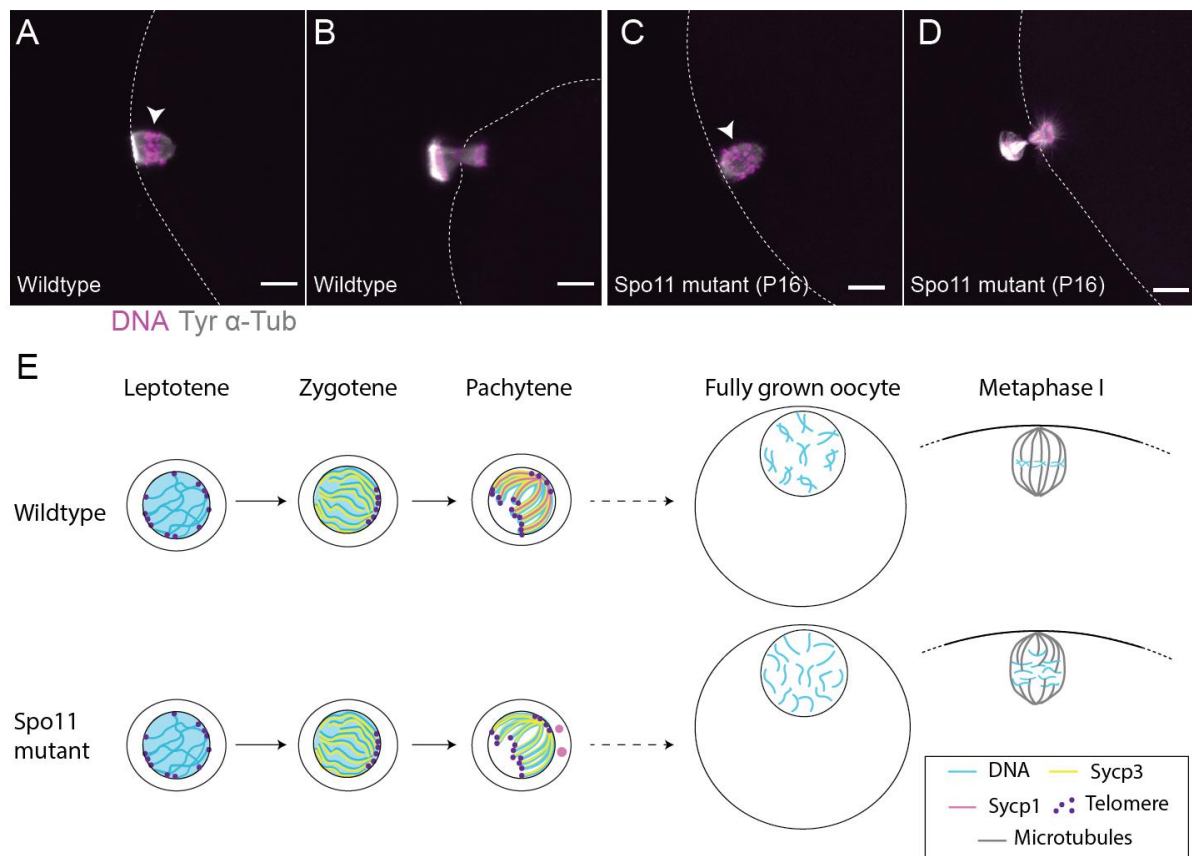 A
B
C
D
Wildtype
Wildtype
Spo11 mutant (P16)
Spo11 mutant (P16)
DNA Tyr α-Tub
E
Leptotene
Zygotene
Pachytene
Fully grown oocyte
Metaphase I
Wildtype
Spo11
mutant
DNA
Sycp3
Sycp1
Telomere
Microtubules